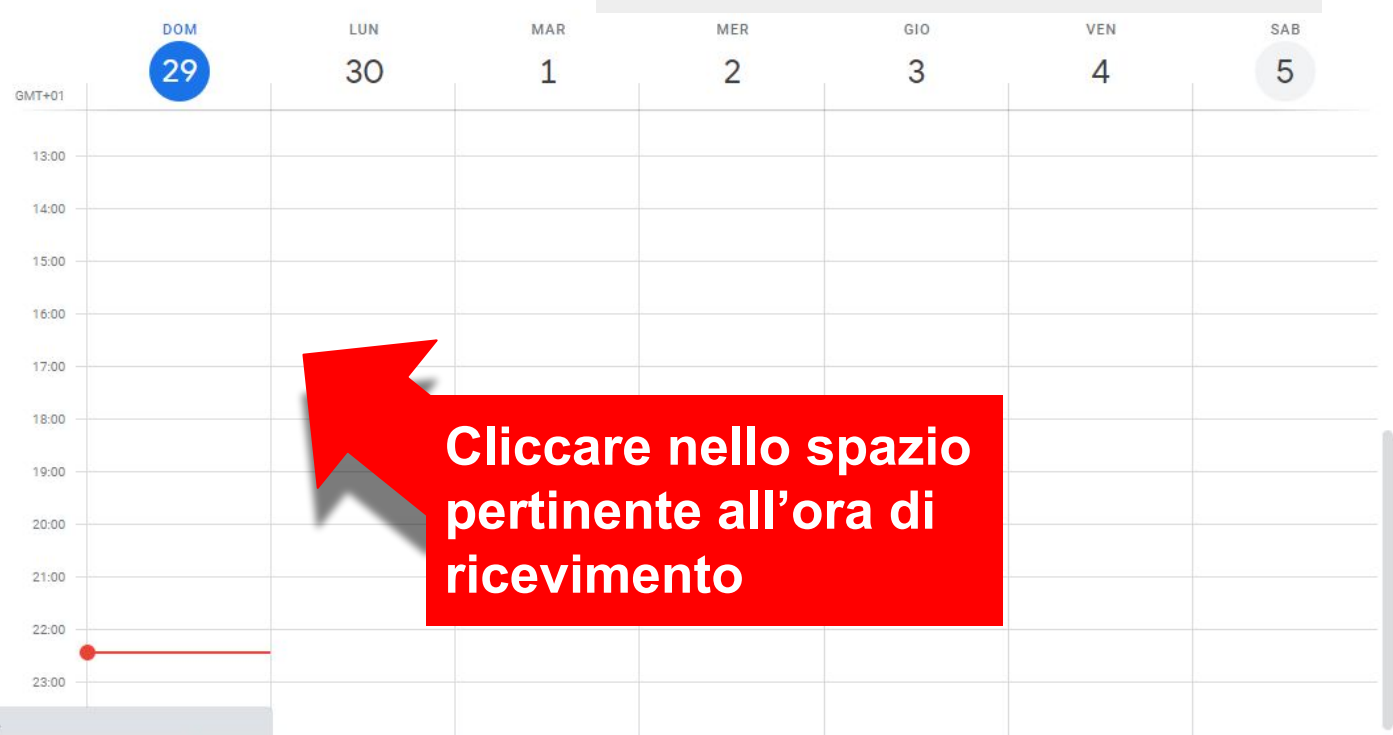 DOM LUN MAR MER GIO VEN SAB
29 30 1 2 3 4 5
GMT+01
13:00
14:00
15:00
16:00
17:00
18:00
19:00
20:00
21:00
22:00
23:00
Cliccare nello spazio
pertinente all’ora di
ricevimento